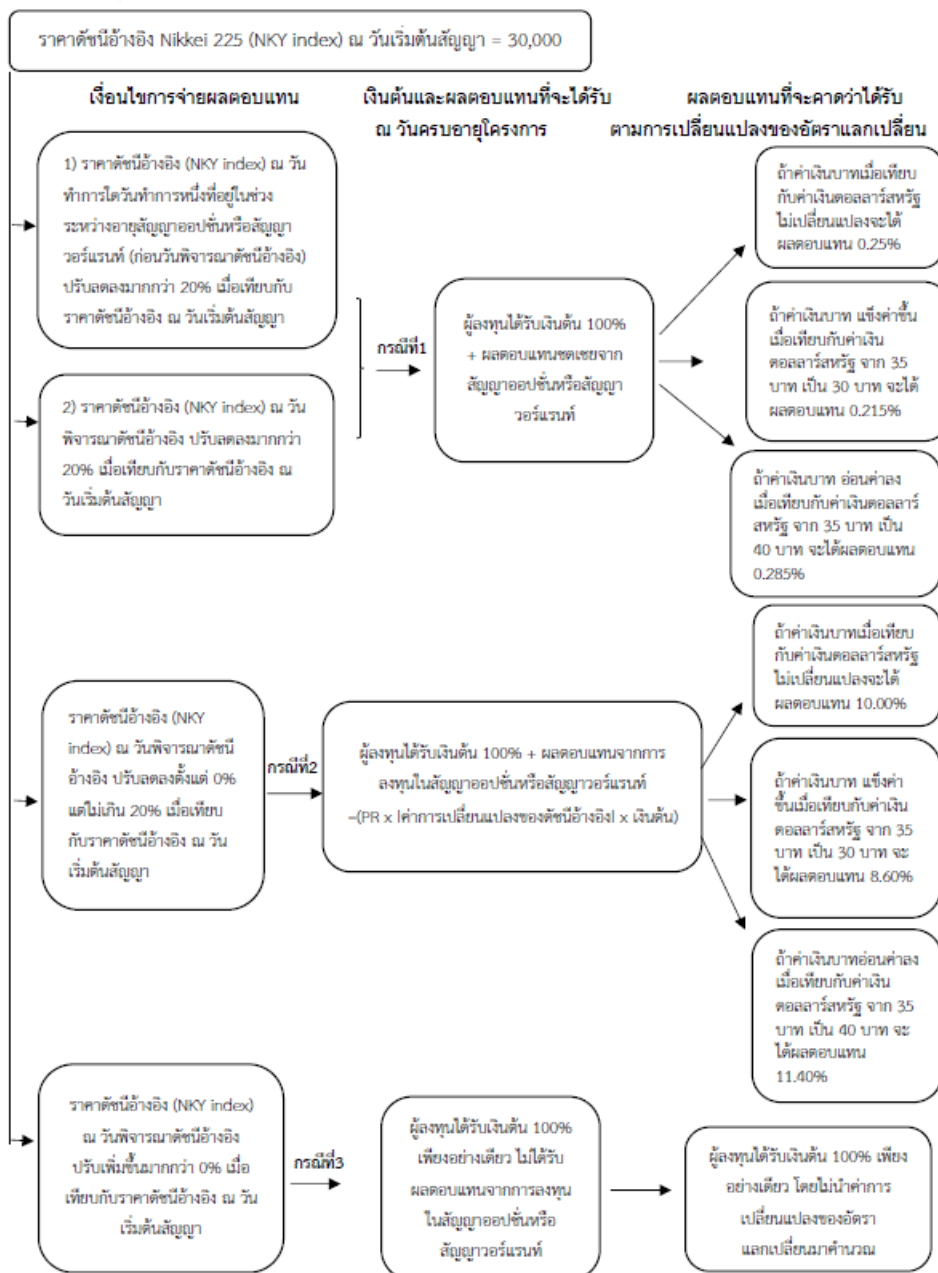 ราคาดัชนีอ้างอิง Nikkei 225 (NKY index) ณ วันเริ่มต้นสัญญา = 30,000
เงื่อนไขการจ่ายผลตอบแทน
เงินต้นและผลตอบแทนที่จะได้รับ
ณ วันครบอายุโครงการ
ผลตอบแทนที่จะคาดว่าได้รับ
ตามการเปลี่ยนแปลงของอัตราแลกเปลี่ยน
1) ราคาดัชนีอ้างอิง (NKY index) ณ วัน
ทำการใดวันทำการหนึ่งที่อยู่ในช่วง
ระหว่างอายุสัญญาออปชั่นหรือสัญญา
วอร์แรนท์ (ก่อนวันพิจารณาดัชนีอ้างอิง)
ปรับลดลงมากกว่า 20% เมื่อเทียบกับ
ราคาดัชนีอ้างอิง ณ วันเริ่มต้นสัญญา
2) ราคาดัชนีอ้างอิง (NKY index) ณ วัน
พิจารณาดัชนีอ้างอิง ปรับลดลงมากกว่า
20% เมื่อเทียบกับราคาดัชนีอ้างอิง ณ
วันเริ่มต้นสัญญา
กรณีที่1
ผู้ลงทุนได้รับเงินต้น 100%
+ ผลตอบแทนชดเชยจาก
สัญญาออปชั่นหรือสัญญา
วอร์แรนท์
ถ้าค่าเงินบาทเมื่อเทียบ
กับค่าเงินดอลลาร์สหรัฐ
ไม่เปลี่ยนแปลงจะได้
ผลตอบแทน 0.25%
ถ้าค่าเงินบาท แข็งค่าขึ้น
เมื่อเทียบกับค่าเงิน
ดอลลาร์สหรัฐ จาก 35
บาท เป็น 30 บาท จะได้
ผลตอบแทน 0.215%
ถ้าค่าเงินบาท อ่อนค่าลง
เมื่อเทียบกับค่าเงินดอลลาร์
สหรัฐ จาก 35 บาท เป็น
40 บาท จะได้ผลตอบแทน
0.285%
ราคาดัชนีอ้างอิง (NKY
index) ณ วันพิจารณาดัชนี
อ้างอิง ปรับลดลงตั้งแต่ 0%
แต่ไม่เกิน 20% เมื่อเทียบ
กับราคาดัชนีอ้างอิง ณ วัน
เริ่มต้นสัญญา
กรณีที่2
ผู้ลงทุนได้รับเงินต้น 100% + ผลตอบแทนจากการ
ลงทุนในสัญญาออปชั่นหรือสัญญาวอร์แรนท์
=(PR x |ค่าการเปลี่ยนแปลงของดัชนีอ้างอิง| x เงินต้น)
ถ้าค่าเงินบาทเมื่อเทียบ
กับค่าเงินดอลลาร์สหรัฐ
ไม่เปลี่ยนแปลงจะได้
ผลตอบแทน 10.00%
ถ้าค่าเงินบาท แข็งค่า
ขึ้นเมื่อเทียบกับค่าเงิน
ดอลลาร์สหรัฐ จาก 35
บาท เป็น 30 บาท จะ
ได้ผลตอบแทน 8.60%
ถ้าค่าเงินบาทอ่อนค่าลง
เมื่อเทียบกับค่าเงิน
ดอลลาร์สหรัฐ จาก 35
บาท เป็น 40 บาท จะ
ได้ผลตอบแทน
11.40%
ราคาดัชนีอ้างอิง (NKY index)
ณ วันพิจารณาดัชนีอ้างอิง
ปรับเพิ่มขึ้นมากกว่า 0% เมื่อ
เทียบกับราคาดัชนีอ้างอิง ณ วัน
เริ่มต้นสัญญา
กรณีที่3
ผู้ลงทุนได้รับเงินต้น 100%
เพียงอย่างเดียว ไม่ได้รับ
ผลตอบแทนจากการลงทุน
ในสัญญาออปชั่นหรือ
สัญญาวอร์แรนท์
ผู้ลงทุนได้รับเงินต้น 100% เพียง
อย่างเดียว โดยไม่นำค่าการ
เปลี่ยนแปลงของอัตรา
แลกเปลี่ยนมาคำนวณ